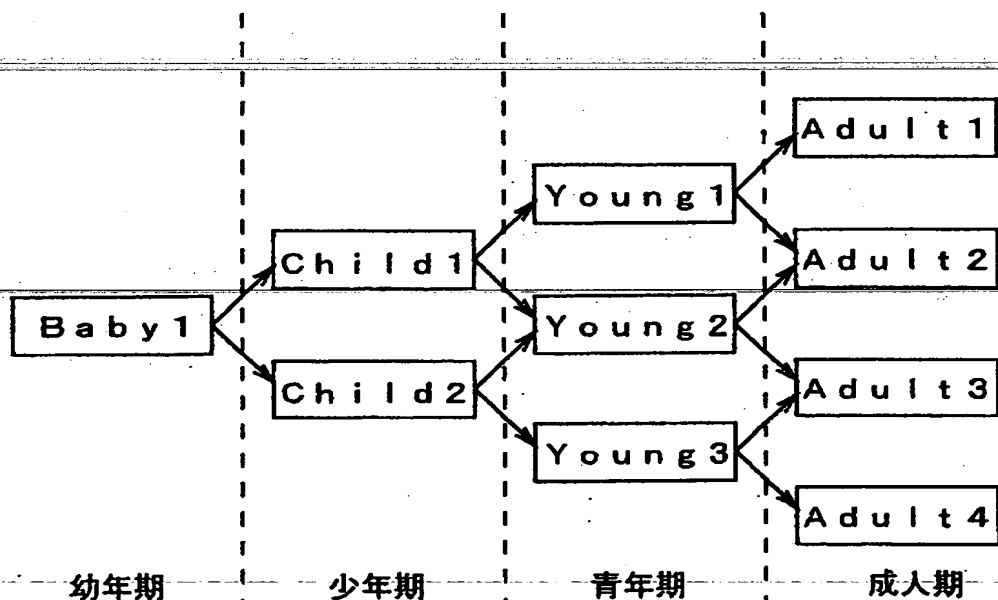 Baby1
Child1
Child2
Young1
Young2
Young3
Adult1
Adult2
Adult3
Adult4
幼年期
少年期
青年期
成人期